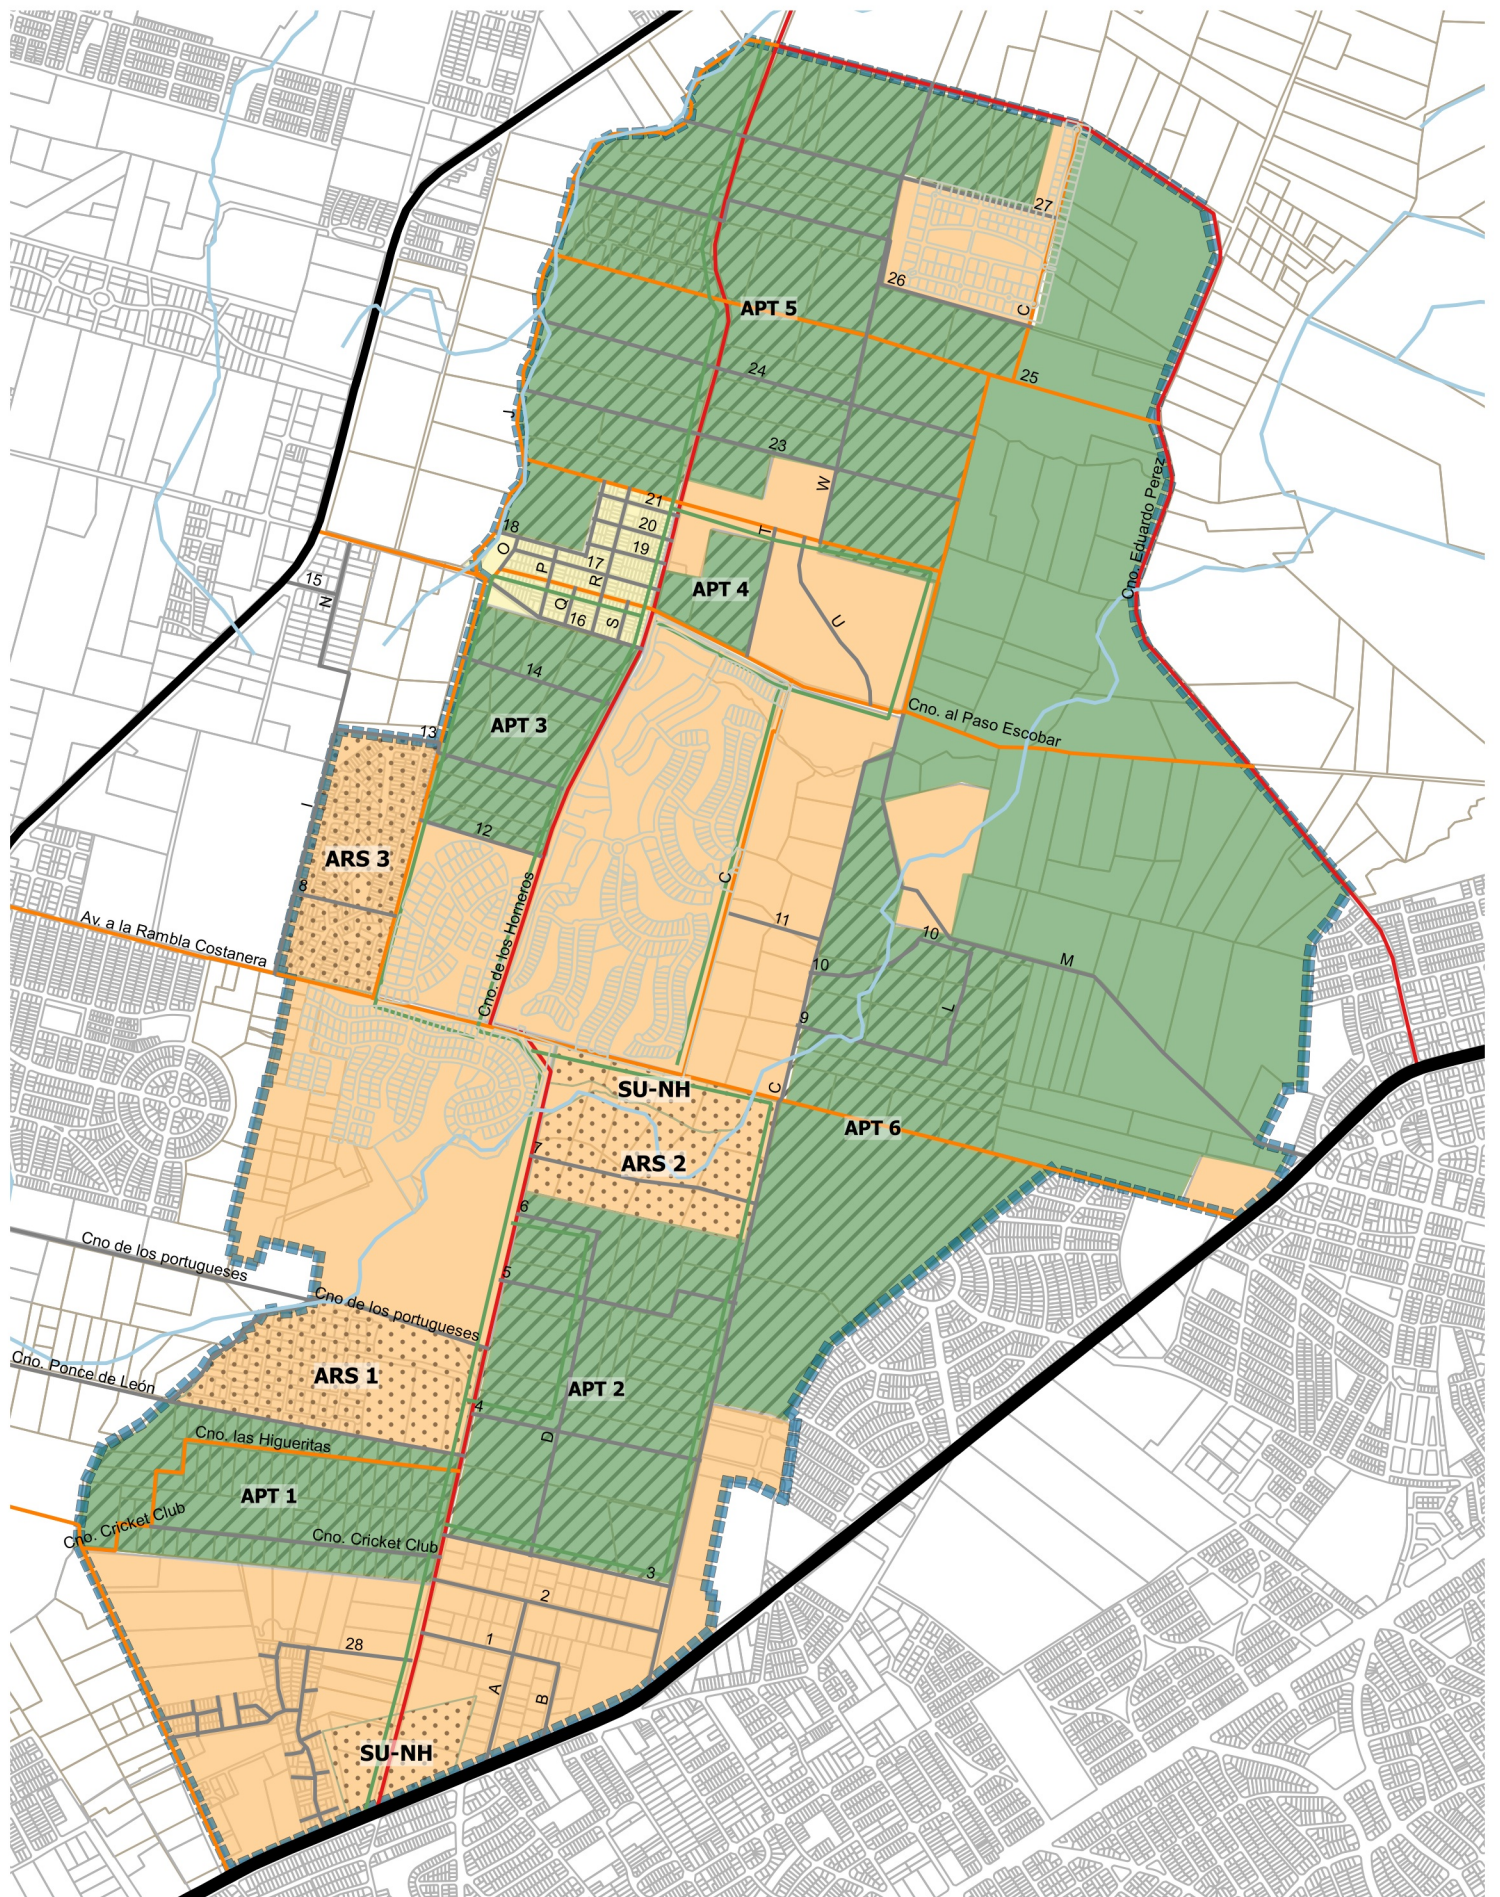 27
26
C
APT 5
25
24
J
23
W
Cno. Eduardo Perez
21
20
18
T
O
19
17
P
R
15
N
APT 4
Q
16
S
U
14
Cno. al Paso Escobar
APT 3
13
I
12
ARS 3
8
C
Av. a la Rambla Costanera
Cno. de los Horneros
11
10
M
10
L
9
SU-NH
C
APT 6
7
ARS 2
6
Cno de los portugueses
5
Cno de los portugueses
Cno. Ponce de León
ARS 1
APT 2
4
Cno. las Higueritas
D
APT 1
Cno. Cricket Club
Cno. Cricket Club
3
2
1
28
A
B
SU-NH